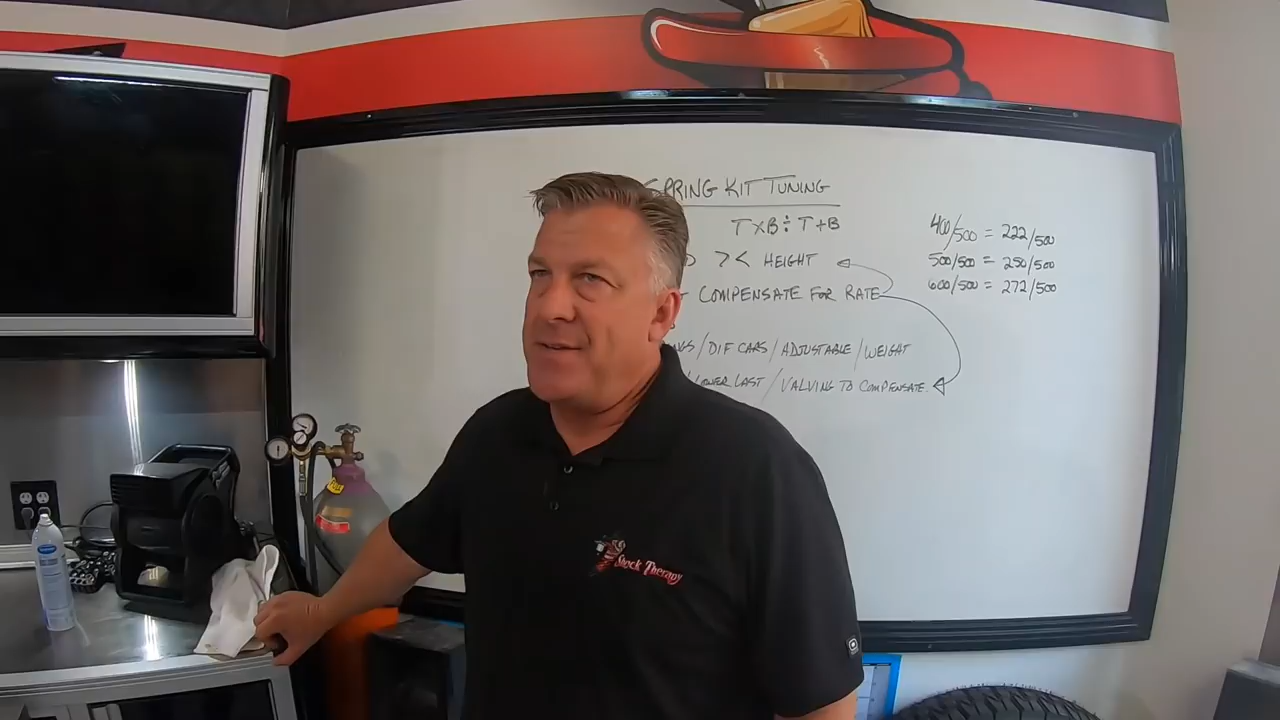 SPRING KIT TUNING
T×B÷T+B
>< HEIGHT
COMPENSATE FOR RATE
/DIF CARS/ADJUSTABLE/WEIGHT
LOWER LAST/VALVING TO COMPENSATE.
400/500 = 222/500
500/500 = 250/500
600/500 = 272/500
Shock Therapy